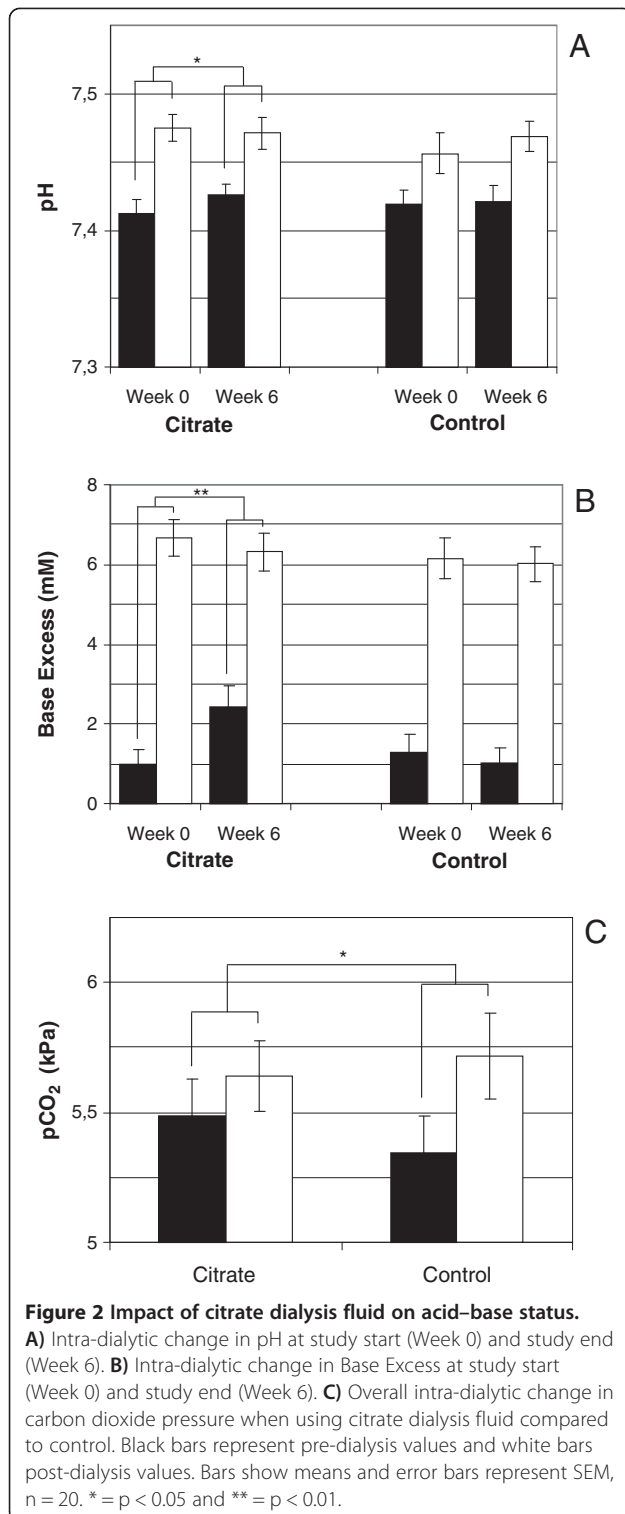 A
*
7,5
7,4
7,3
pH
Week 0 Week 6 Week 0 Week 6
Citrate Control
B
**
8
6
4
2
0
Base Excess (mM)
Week 0 Week 6 Week 0 Week 6
Citrate Control
C
*
6
5,5
5
pCO₂ (kPa)
Citrate Control
Figure 2 Impact of citrate dialysis fluid on acid–base status.
A) Intra-dialytic change in pH at study start (Week 0) and study end
(Week 6). B) Intra-dialytic change in Base Excess at study start
(Week 0) and study end (Week 6). C) Overall intra-dialytic change in
carbon dioxide pressure when using citrate dialysis fluid compared
to control. Black bars represent pre-dialysis values and white bars
post-dialysis values. Bars show means and error bars represent SEM,
n = 20. * = p < 0.05 and ** = p < 0.01.